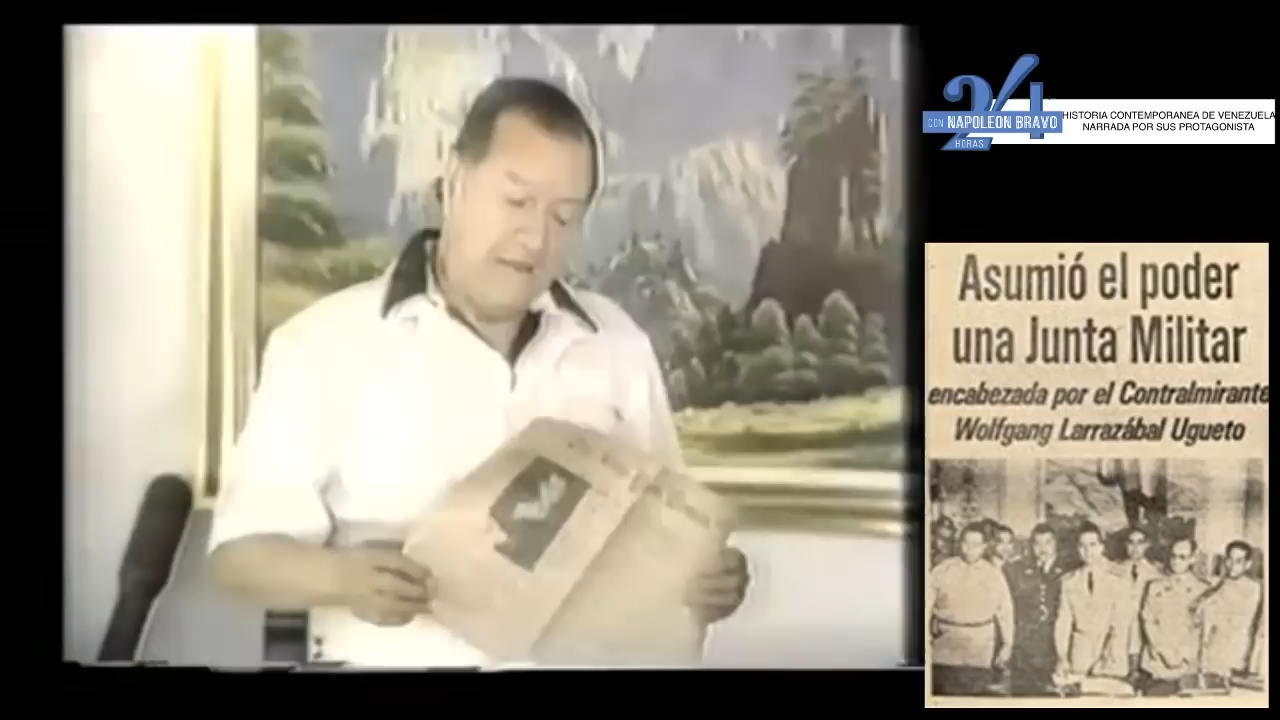 24
CON NAPOLEON BRAVO
HORAS
HISTORIA CONTEMPORANEA DE VENEZUELA
NARRADA POR SUS PROTAGONISTA
Asumió el poder
una Junta Militar
encabezada por el Contralmirante
Wolfgang Larrazábal Ugueto